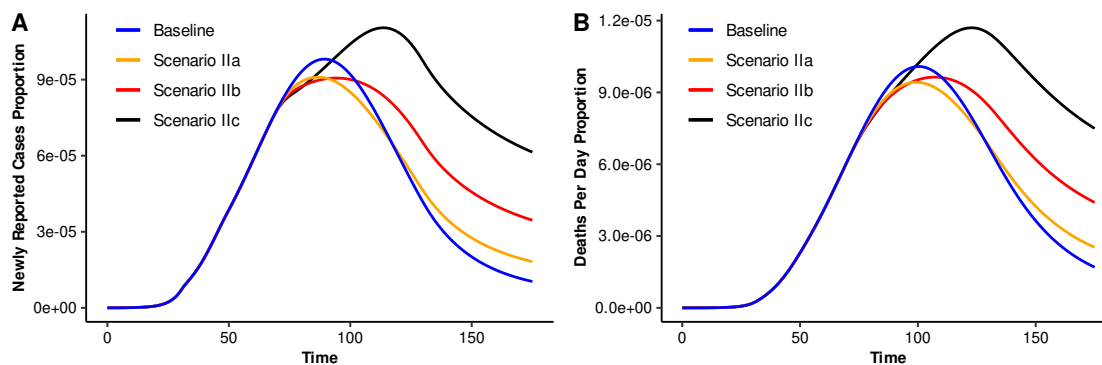 A
Newly Reported Cases Proportion
9e-05
6e-05
3e-05
0e+00
Baseline
Scenario IIa
Scenario IIb
Scenario IIc
0
50
100
150
Time
B
Deaths Per Day Proportion
1.2e-05
9.0e-06
6.0e-06
3.0e-06
0.0e+00
Baseline
Scenario IIa
Scenario IIb
Scenario IIc
0
50
100
150
Time